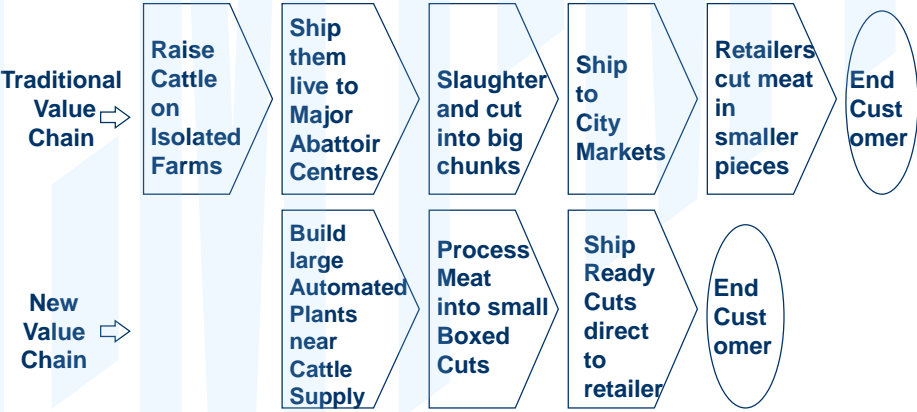 Traditional
Value
Chain
Raise
Cattle
on
Isolated
Farms
Ship
them
live to
Major
Abattoir
Centres
Slaughter
and cut
into big
chunks
Ship
to
City
Markets
Retailers
cut meat
in
smaller
pieces
End
Cust
omer
New
Value
Chain
Build
large
Automated
Plants
near
Cattle
Supply
Process
Meat
into small
Boxed
Cuts
Ship
Ready
Cuts
direct
to
retailer
End
Cust
omer